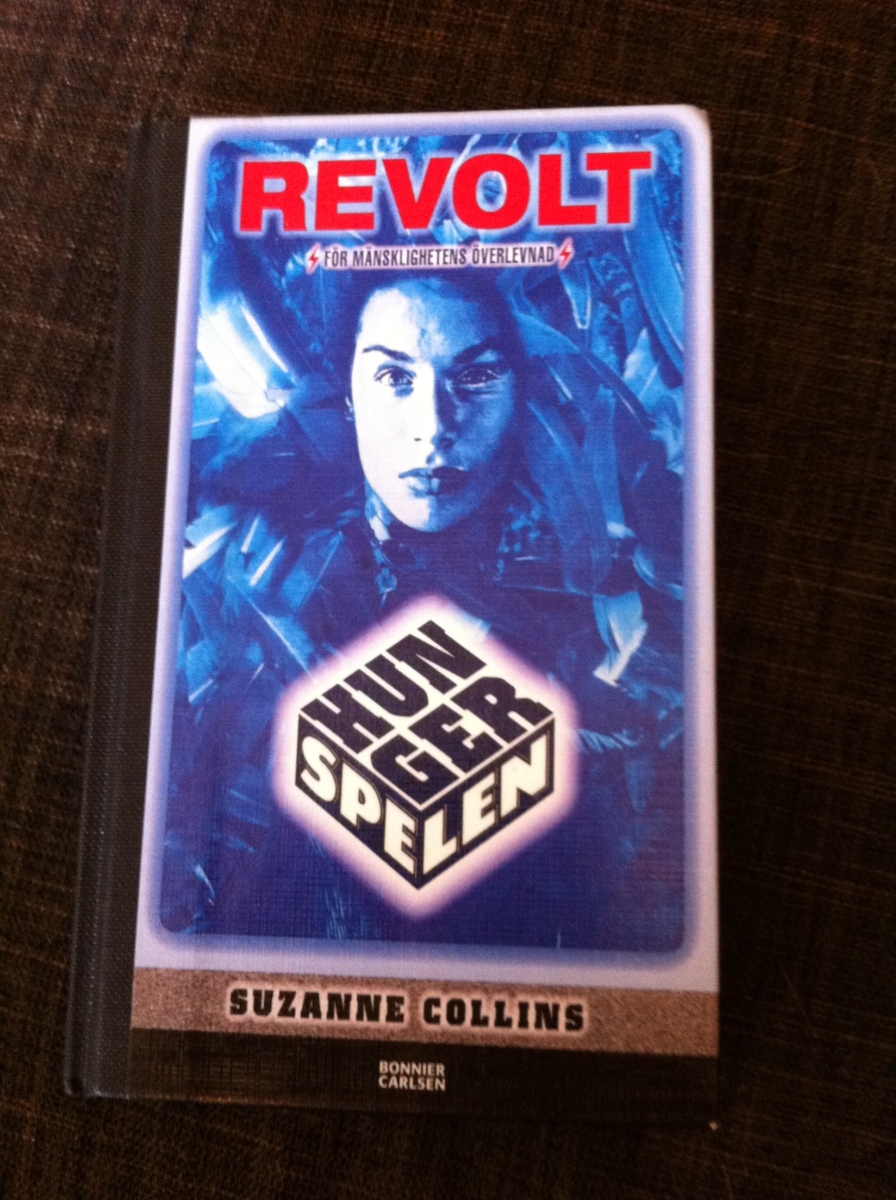 REVOLT
FÖR MÄNSKLIGHETENS ÖVERLEVNAD
HUN
GER
SPELEN
SUZANNE COLLINS
BONNIER
CARLSEN